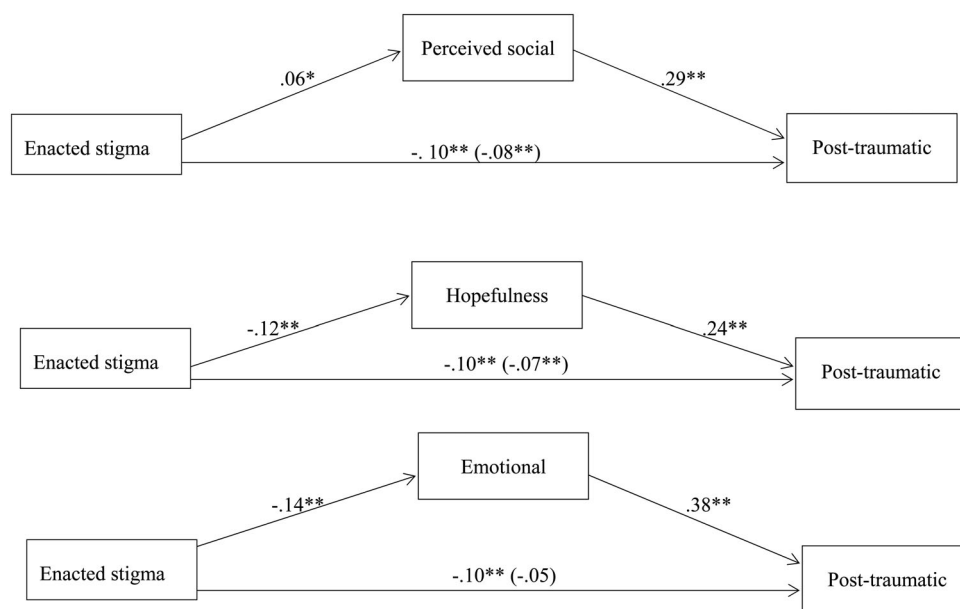 Perceived social
.06*
.29**
Enacted stigma
-. 10** (-.08**)
Post-traumatic
Hopefulness
-.12**
.24**
Enacted stigma
-.10** (-.07**)
Post-traumatic
Emotional
-.14**
.38**
Enacted stigma
-.10** (-.05)
Post-traumatic